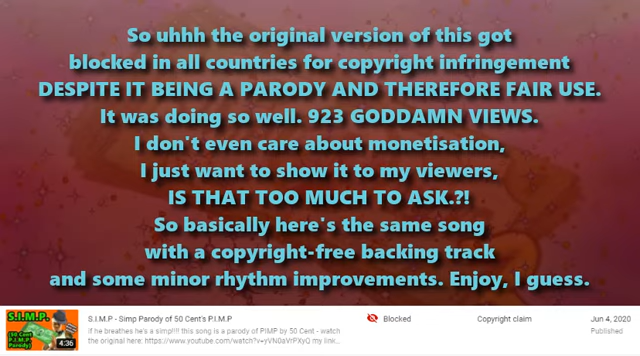 So uhhh the original version of this got
blocked in all countries for copyright infringement
DESPITE IT BEING A PARODY AND THEREFORE FAIR USE.
It was doing so well. 923 GODDAMN VIEWS.
I don't even care about monetisation,
I just want to show it to my viewers,
IS THAT TOO MUCH TO ASK.?!
So basically here's the same song
with a copyright-free backing track
and some minor rhythm improvements. Enjoy, I guess.
S.I.M.P.
(50 Cent
P.I.M.P
Parody)
4:36
S.I.M.P - Simp Parody of 50 Cent's P.I.M.P
if he breathes he's a simp!!!! this song is a parody of PIMP by 50 Cent - watch
the original here: https://www.youtube.com/watch?v=yVN0aVrPXyQ my link...
Blocked
Copyright claim
Jun 4, 2020
Published